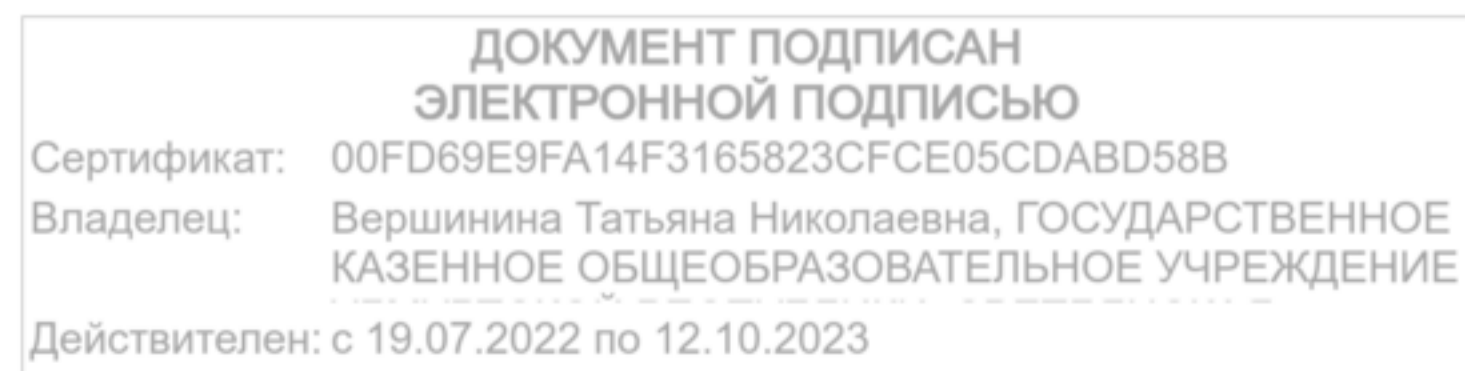 ДОКУМЕНТ ПОДПИСАН
ЭЛЕКТРОННОЙ ПОДПИСЬЮ
Сертификат: 00FD69E9FA14F3165823CFCE05CDABD58B
Владелец: Вершинина Татьяна Николаевна, ГОСУДАРСТВЕННОЕ
КАЗЕННОЕ ОБЩЕОБРАЗОВАТЕЛЬНОЕ УЧРЕЖДЕНИЕ
Действителен: с 19.07.2022 по 12.10.2023